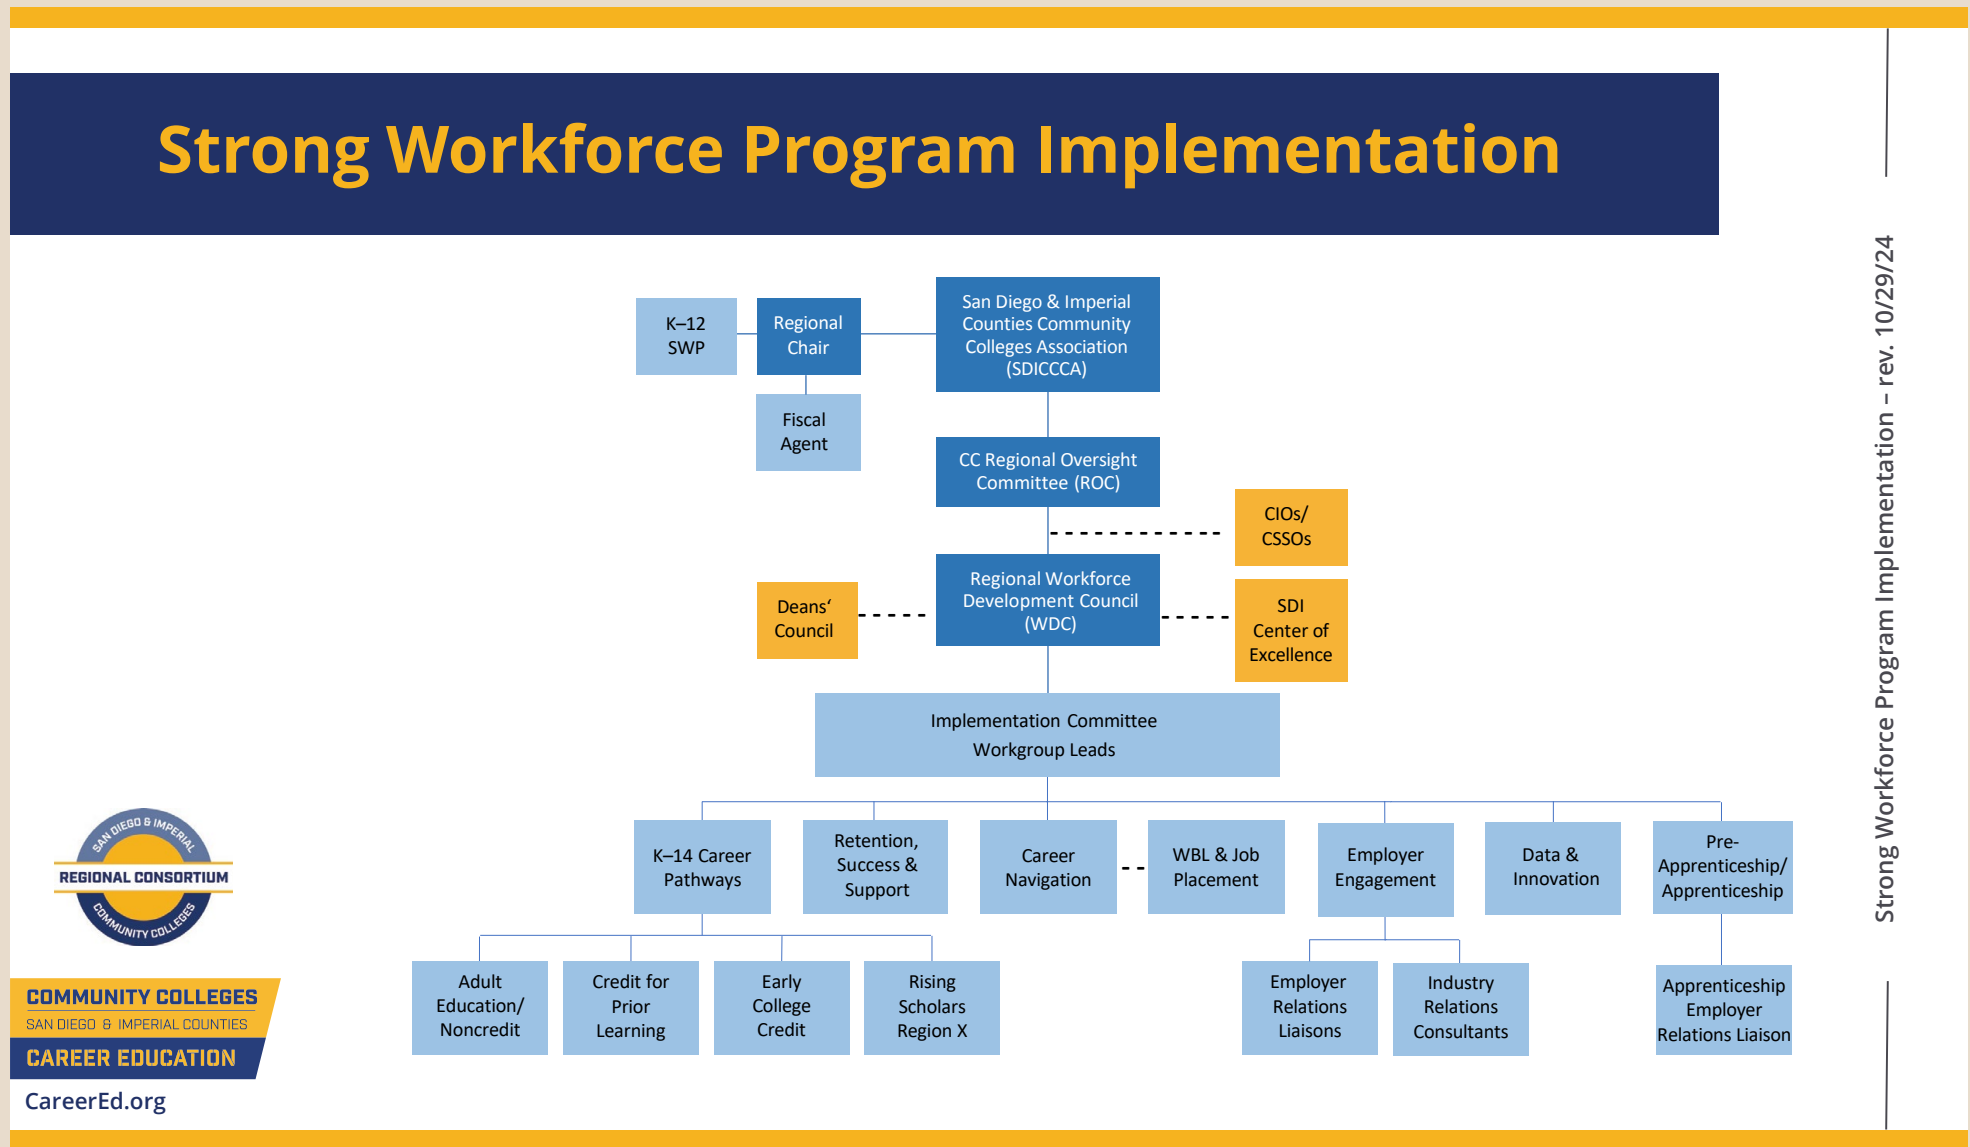 Strong Workforce Program Implementation
K–12
SWP
Regional
Chair
San Diego & Imperial
Counties Community
Colleges Association
(SDICCCA)
Fiscal
Agent
CC Regional Oversight
Committee (ROC)
CIOs/
CSSOs
Deans‘
Council
Regional Workforce
Development Council
(WDC)
SDI
Center of
Excellence
Implementation Committee
Workgroup Leads
K–14 Career
Pathways
Retention,
Success &
Support
Career
Navigation
WBL & Job
Placement
Employer
Engagement
Data &
Innovation
Pre-
Apprenticeship/
Apprenticeship
Adult
Education/
Noncredit
Credit for
Prior
Learning
Early
College
Credit
Rising
Scholars
Region X
Employer
Relations
Liaisons
Industry
Relations
Consultants
Apprenticeship
Employer
Relations Liaison
SAN DIEGO & IMPERIAL
REGIONAL CONSORTIUM
COMMUNITY COLLEGES
COMMUNITY COLLEGES
SAN DIEGO & IMPERIAL COUNTIES
CAREER EDUCATION
CareerEd.org
Strong Workforce Program Implementation – rev. 10/29/24